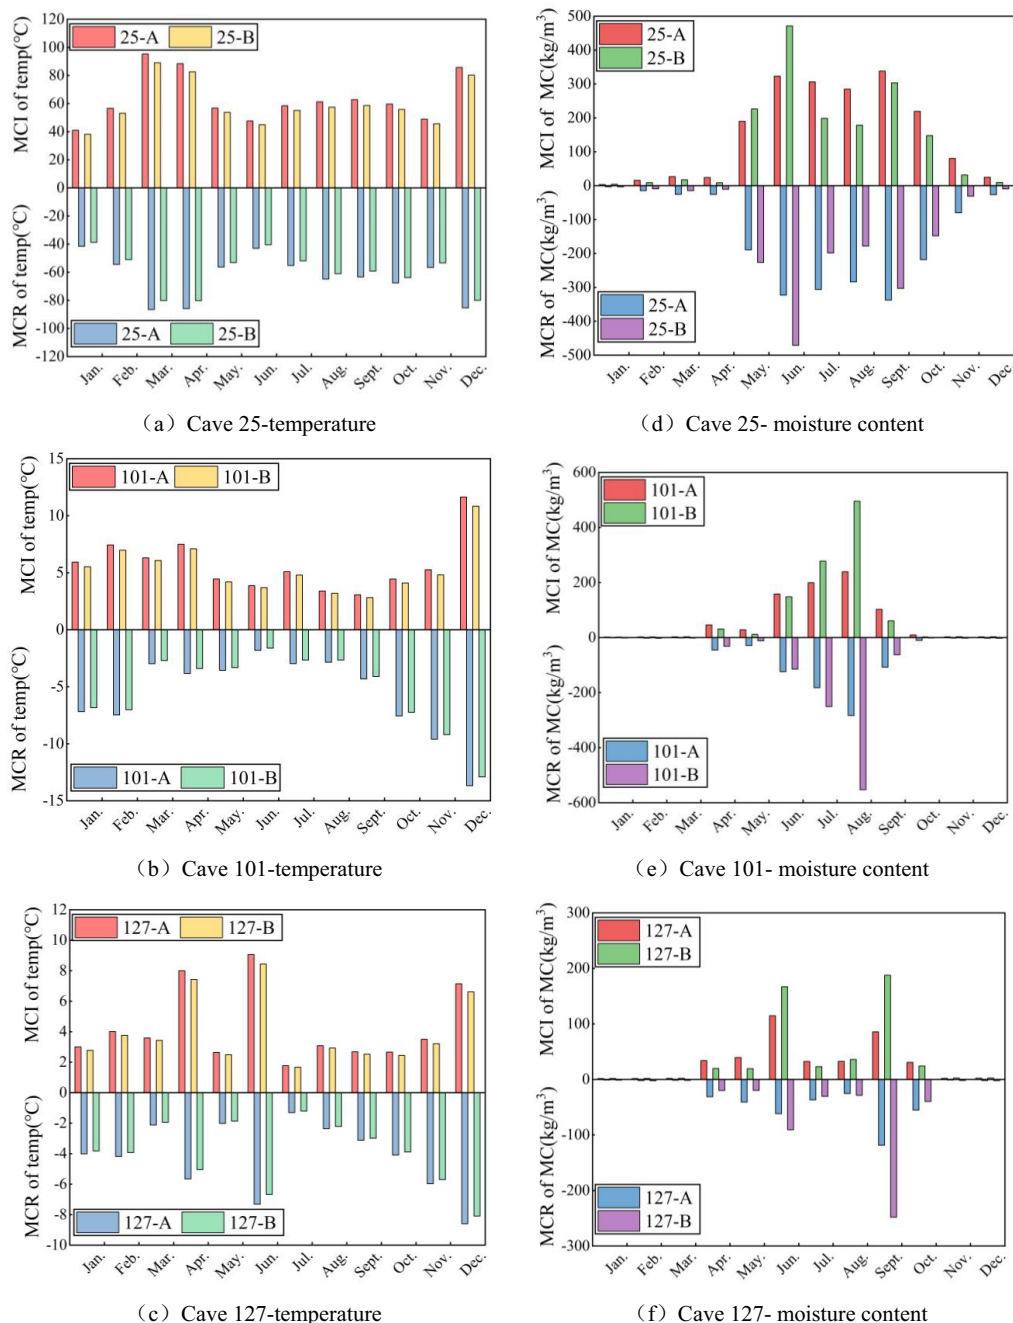 MCI of temp(℃)
MCR of temp(℃)
120
100
80
60
40
20
0
-20
-40
-60
-80
-100
-120
25-A 25-B
25-A 25-B
Jan. Feb. Mar. Apr. May. Jun. Jul. Aug. Sept. Oct. Nov. Dec.
（a）Cave 25-temperature
MCI of MC(kg/m³)
MCR of MC(kg/m³)
500
400
300
200
100
0
-100
-200
-300
-400
-500
25-A
25-B
25-A
25-B
Jan. Feb. Mar. Apr. May. Jun. Jul. Aug. Sept. Oct. Nov. Dec.
（d）Cave 25- moisture content
MCI of temp(℃)
MCR of temp(℃)
15
10
5
0
-5
-10
-15
101-A 101-B
101-A 101-B
Jan. Feb. Mar. Apr. May. Jun. Jul. Aug. Sept. Oct. Nov. Dec.
（b）Cave 101-temperature
MCI of MC(kg/m³)
MCR of MC(kg/m³)
600
400
200
0
-200
-400
-600
101-A
101-B
101-A
101-B
Jan. Feb. Mar. Apr. May. Jun. Jul. Aug. Sept. Oct. Nov. Dec.
（e）Cave 101- moisture content
MCI of temp(℃)
MCR of temp(℃)
12
10
8
6
4
2
0
-2
-4
-6
-8
-10
127-A 127-B
127-A 127-B
Jan. Feb. Mar. Apr. May. Jun. Jul. Aug. Sept. Oct. Nov. Dec.
（c）Cave 127-temperature
MCI of MC(kg/m³)
MCR of MC(kg/m³)
300
200
100
0
-100
-200
-300
127-A
127-B
127-A
127-B
Jan. Feb. Mar. Apr. May. Jun. Jul. Aug. Sept. Oct. Nov. Dec.
（f）Cave 127- moisture content